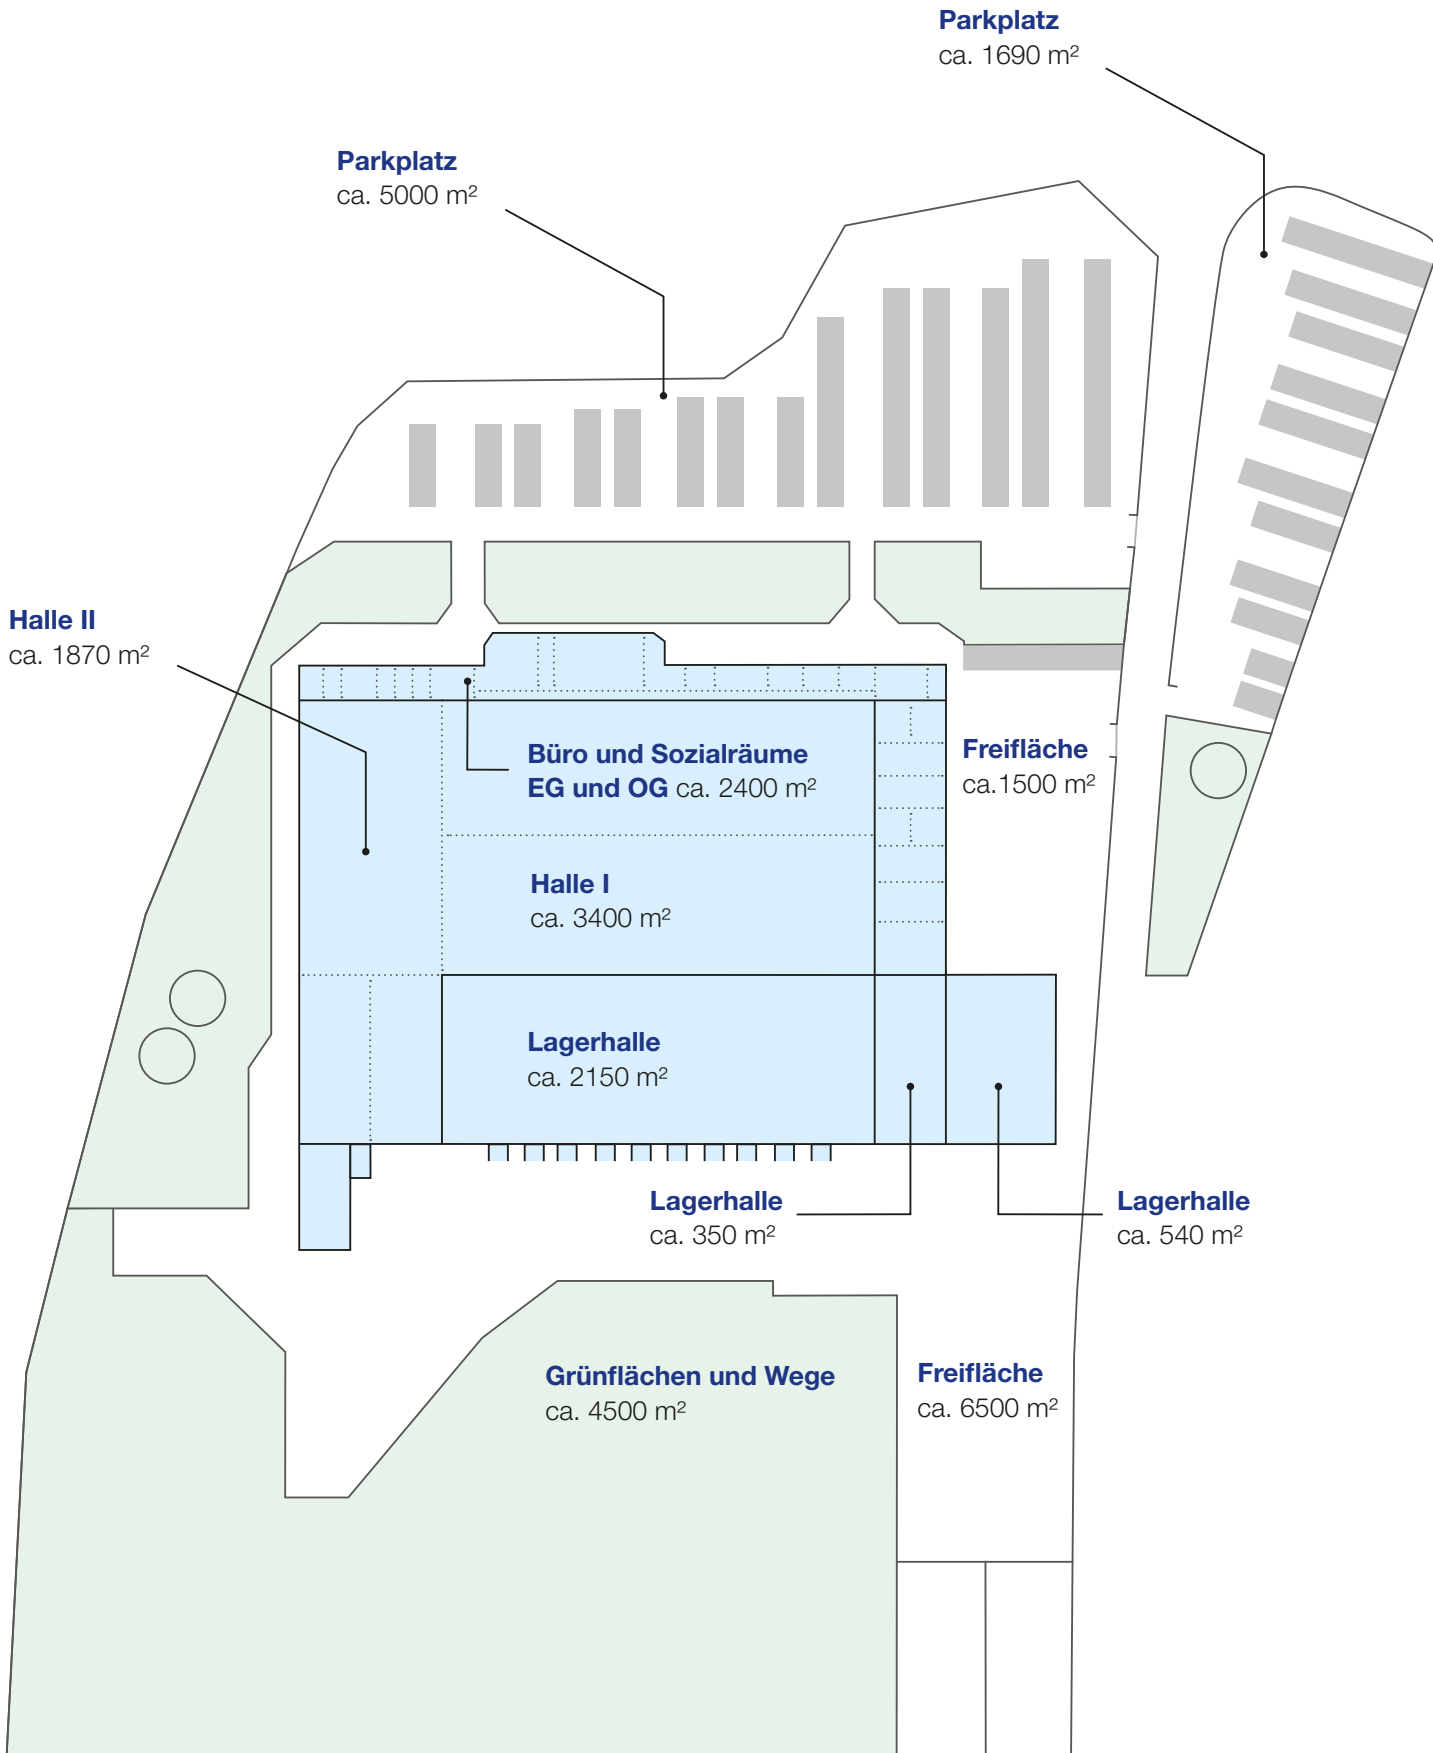 Parkplatz
ca. 1690 m²
Parkplatz
ca. 5000 m²
Halle II
ca. 1870 m²
Büro und Sozialräume
EG und OG ca. 2400 m²
Freifläche
ca.1500 m²
Halle I
ca. 3400 m²
Lagerhalle
ca. 2150 m²
Lagerhalle
ca. 350 m²
Lagerhalle
ca. 540 m²
Grünflächen und Wege
ca. 4500 m²
Freifläche
ca. 6500 m²